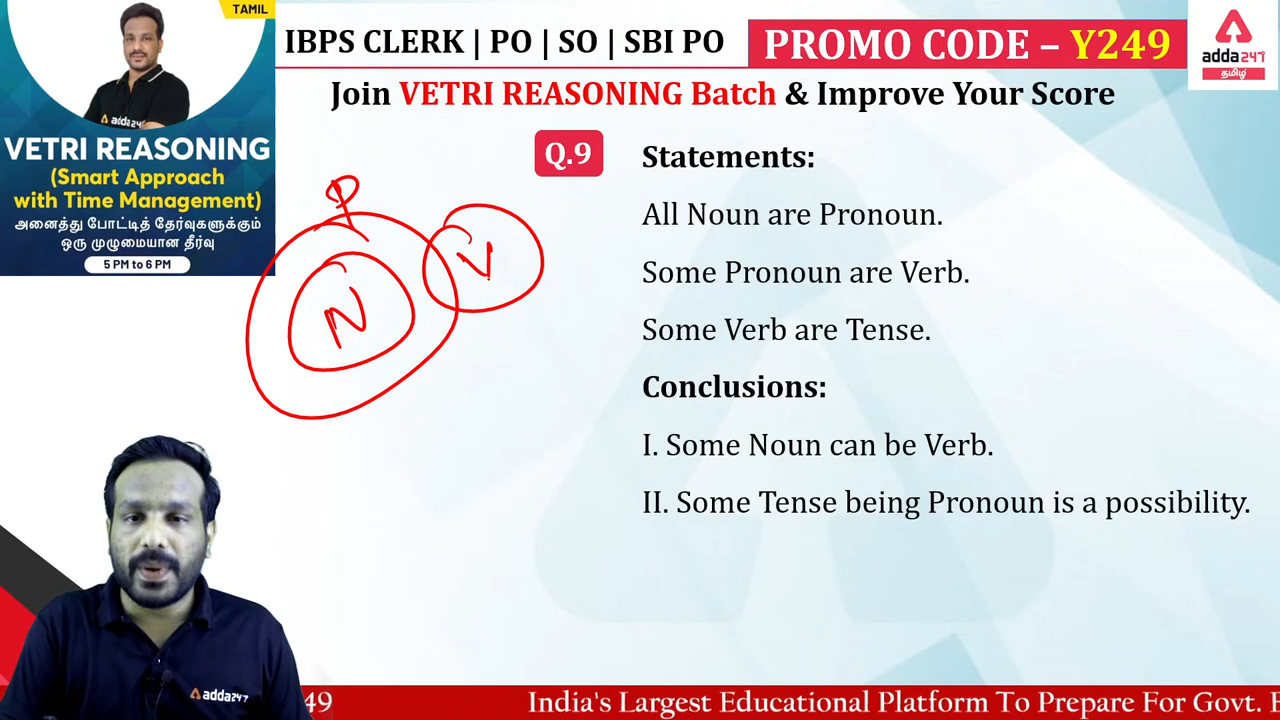 TAMIL
adda247
VETRI REASONING
(Smart Approach
with Time Management)
அனைத்து போட்டித் தேர்வுகளுக்கும்
ஒரு முழுமையான தீர்வு
5 PM to 6 PM
IBPS CLERK | PO | SO | SBI PO
PROMO CODE – Y249
adda247
தமிழ்
Join VETRI REASONING Batch & Improve Your Score
Q.9
Statements:
All Noun are Pronoun.
Some Pronoun are Verb.
Some Verb are Tense.
Conclusions:
I. Some Noun can be Verb.
II. Some Tense being Pronoun is a possibility.
P
N
V
adda247
49
India's Largest Educational Platform To Prepare For Govt. E